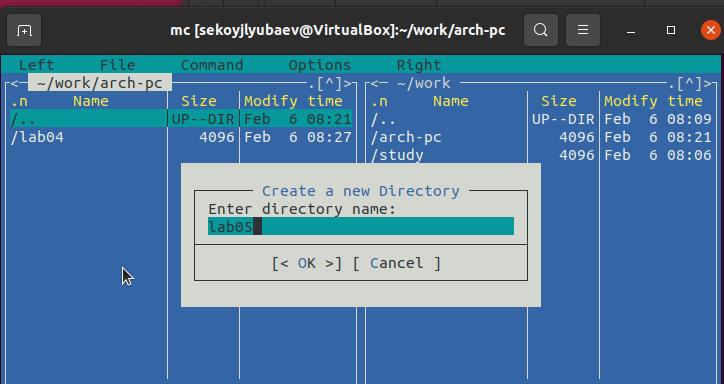 mc [sekoyjlyubaev@VirtualBox]:~/work/arch-pc
Left File Command Options Right
<— ~/work/arch-pc .[^]>
.n Name Size Modify time
/.. UP--DIR Feb 6 08:21
/lab04 4096 Feb 6 08:27
<— ~/work .[^]>
.n Name Size Modify time
/.. UP--DIR Feb 6 08:09
/arch-pc 4096 Feb 6 08:21
/study 4096 Feb 6 08:06
Create a new Directory
Enter directory name:
lab05
[< OK >] [ Cancel ]